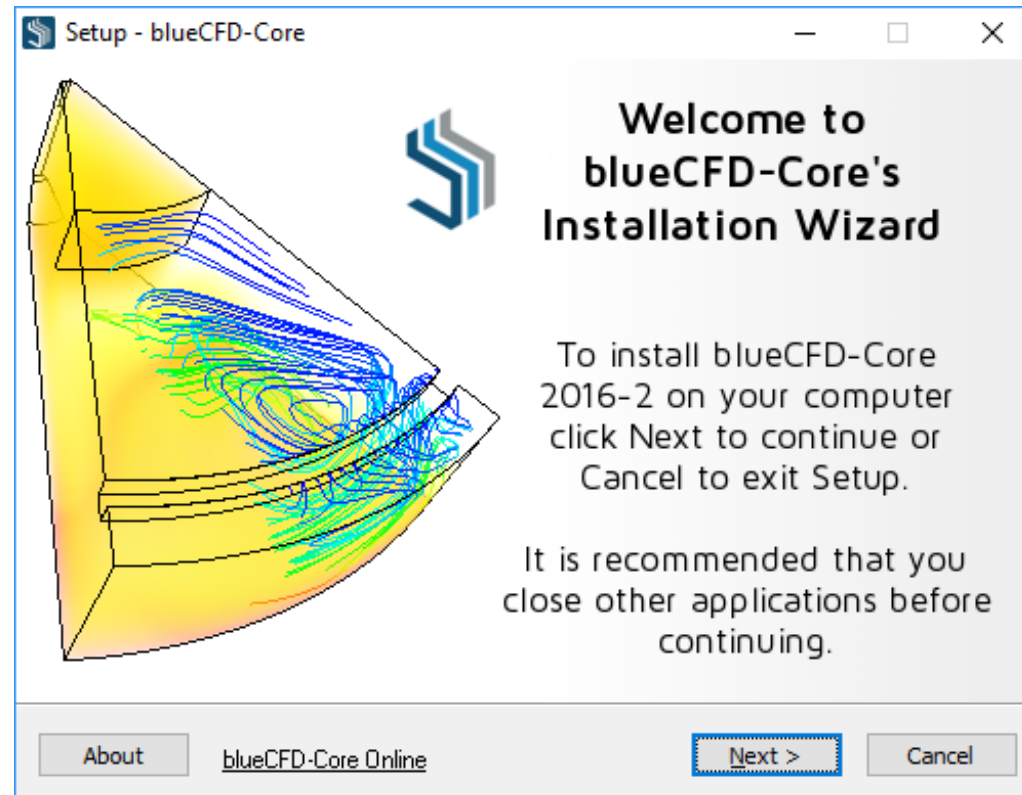 Setup - blueCFD-Core
Welcome to
blueCFD-Core's
Installation Wizard
To install blueCFD-Core
2016-2 on your computer
click Next to continue or
Cancel to exit Setup.
It is recommended that you
close other applications before
continuing.
About
blueCFD-Core Online
Next >
Cancel